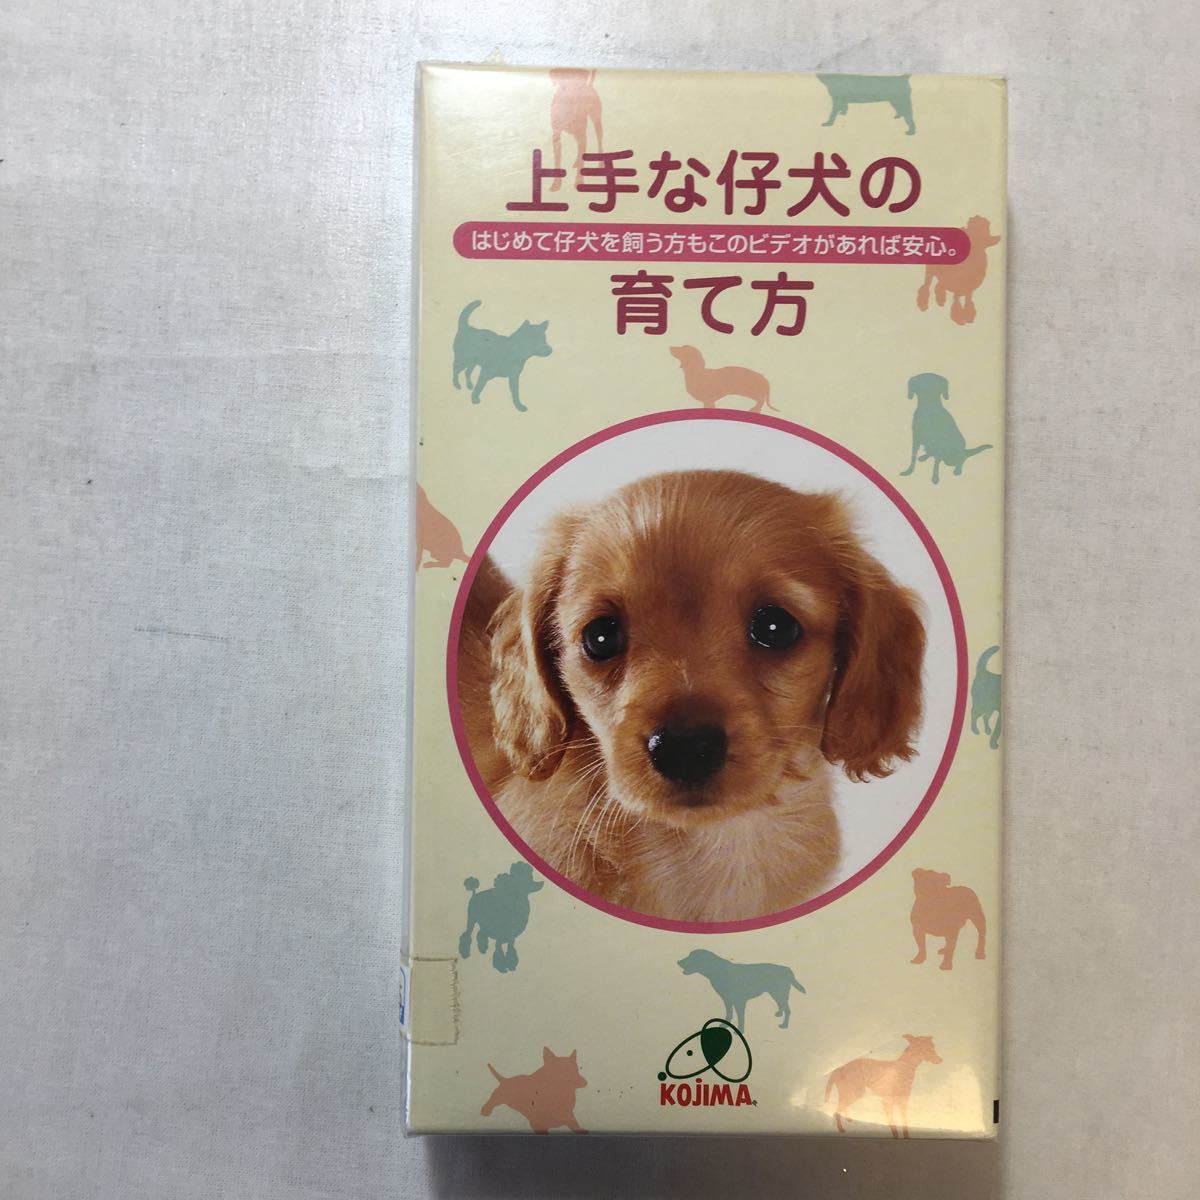 上手な仔犬の
はじめて仔犬を飼う方もこのビデオがあれば安心。
育て方
KOJIMA